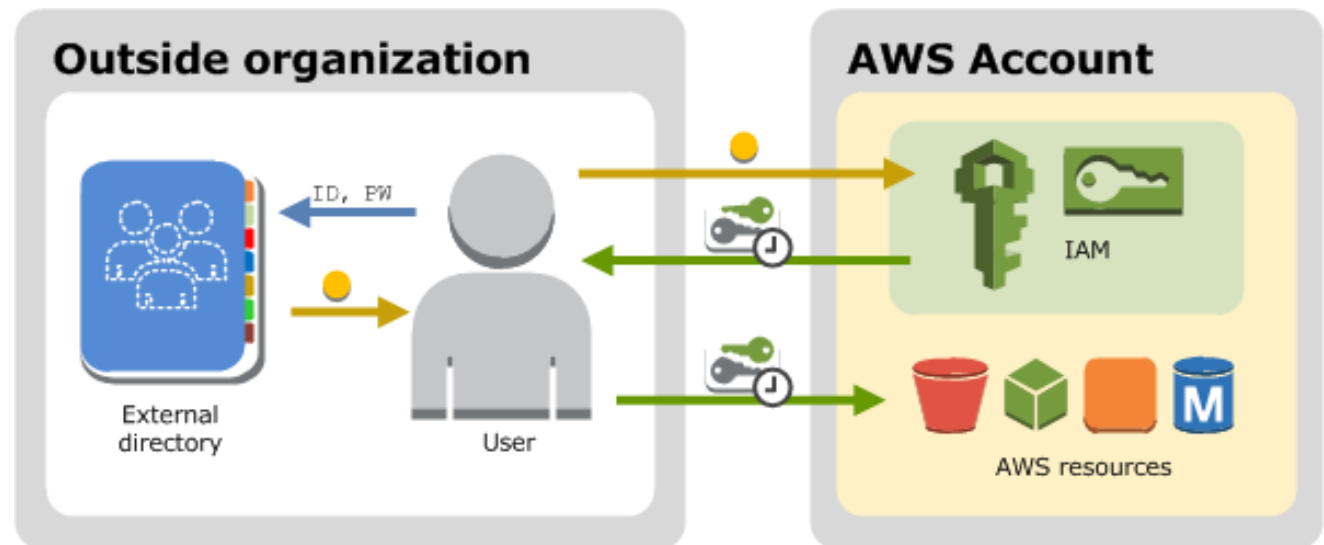 Outside organization
AWS Account
ID, PW
IAM
External
directory
User
M
AWS resources